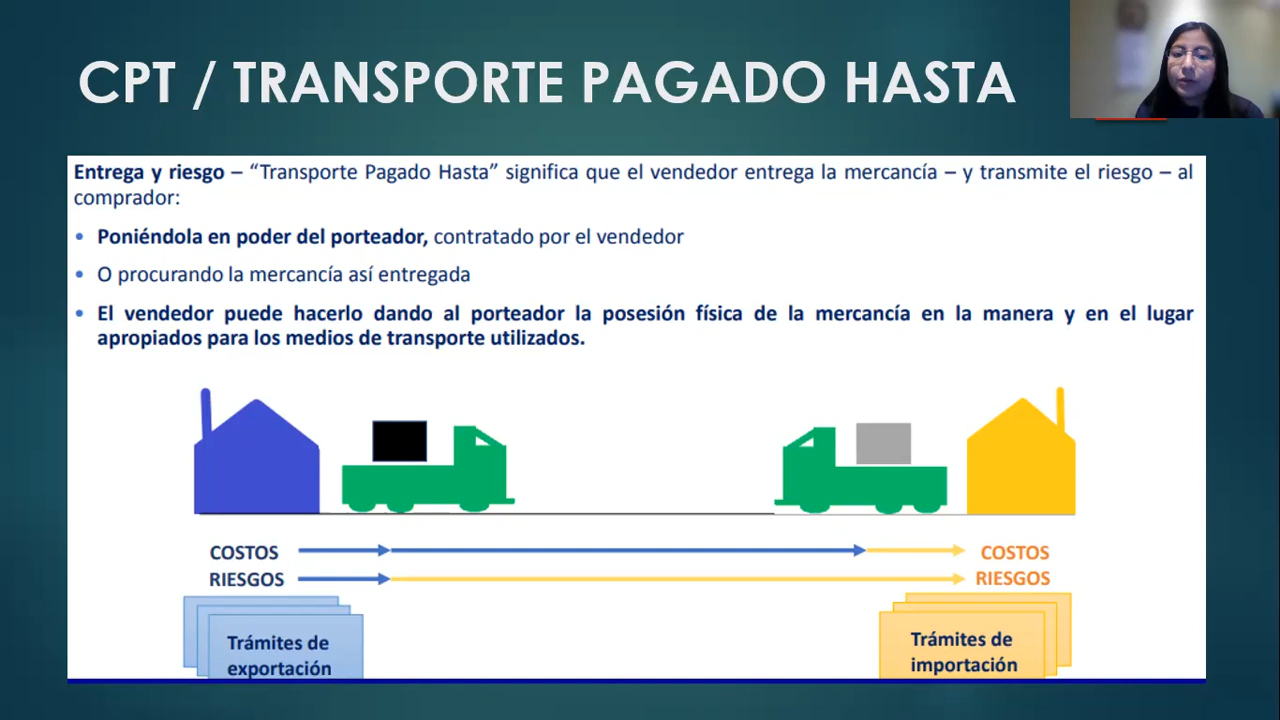 CPT / TRANSPORTE PAGADO HASTA
Entrega y riesgo – “Transporte Pagado Hasta” significa que el vendedor entrega la mercancía – y transmite el riesgo – al
comprador:
• Poniéndola en poder del porteador, contratado por el vendedor
• O procurando la mercancía así entregada
• El vendedor puede hacerlo dando al porteador la posesión física de la mercancía en la manera y en el lugar
apropiados para los medios de transporte utilizados.
COSTOS
COSTOS
RIESGOS
RIESGOS
Trámites de
exportación
Trámites de
importación